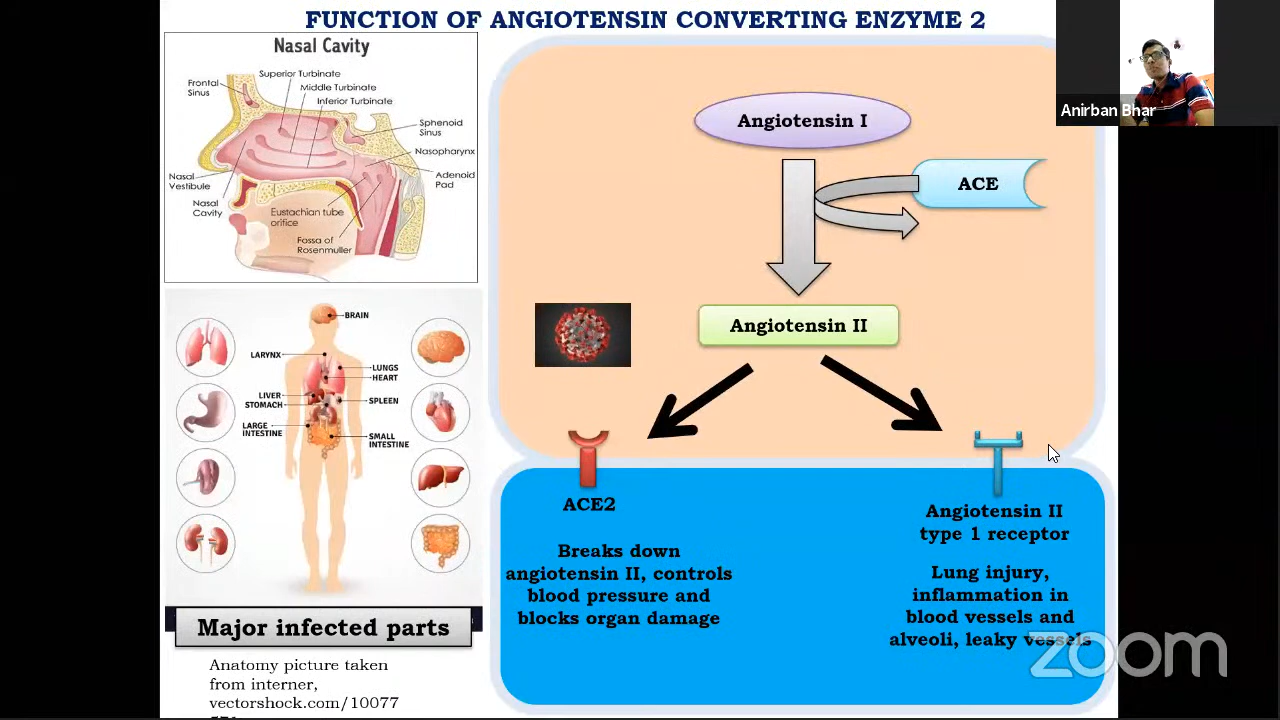 FUNCTION OF ANGIOTENSIN CONVERTING ENZYME 2
Nasal Cavity
Superior Turbinate
Middle Turbinate
Inferior Turbinate
Frontal
Sinus
Sphenoid
Sinus
Nasopharynx
Adenoid
Pad
Nasal
Vestibule
Nasal
Cavity
Eustachian tube
orifice
Fossa of
Rosenmuller
BRAIN
LARYNX
LUNGS
HEART
LIVER
STOMACH
SPLEEN
LARGE
INTESTINE
SMALL
INTESTINE
Major infected parts
Anatomy picture taken
from interner,
vectorshock.com/10077
Angiotensin I
ACE
Angiotensin II
ACE2
Breaks down
angiotensin II, controls
blood pressure and
blocks organ damage
Angiotensin II
type 1 receptor
Lung injury,
inflammation in
blood vessels and
alveoli, leaky vessels
Anirban Bhar
zoom